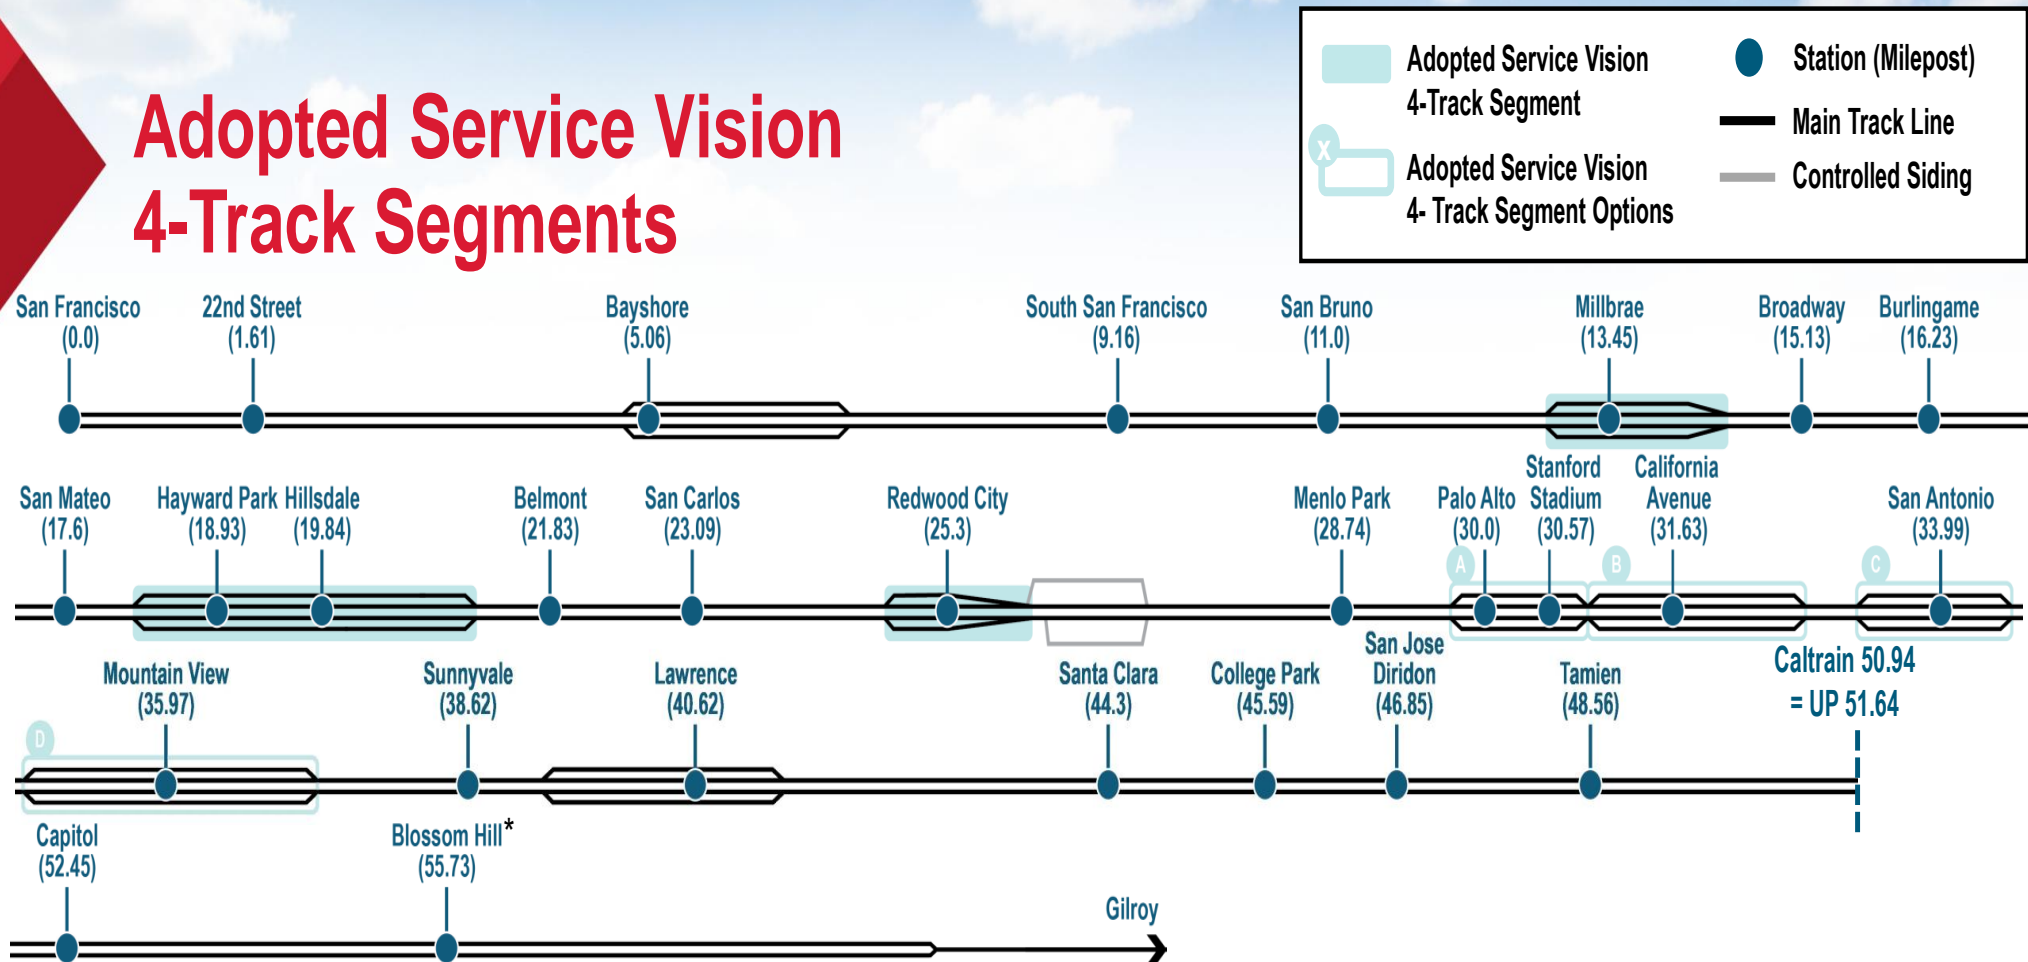 Adopted Service Vision
4-Track Segments
Adopted Service Vision
4-Track Segment
X
Adopted Service Vision
4- Track Segment Options
Station (Milepost)
Main Track Line
Controlled Siding
San Francisco
(0.0)
22nd Street
(1.61)
Bayshore
(5.06)
South San Francisco
(9.16)
San Bruno
(11.0)
Millbrae
(13.45)
Broadway
(15.13)
Burlingame
(16.23)
San Mateo
(17.6)
Hayward Park
(18.93)
Hillsdale
(19.84)
Belmont
(21.83)
San Carlos
(23.09)
Redwood City
(25.3)
Menlo Park
(28.74)
Palo Alto
(30.0)
Stanford
Stadium
(30.57)
California
Avenue
(31.63)
San Antonio
(33.99)
A
B
C
Mountain View
(35.97)
Sunnyvale
(38.62)
Lawrence
(40.62)
Santa Clara
(44.3)
College Park
(45.59)
San Jose
Diridon
(46.85)
Tamien
(48.56)
Caltrain 50.94
= UP 51.64
D
Capitol
(52.45)
Blossom Hill*
(55.73)
Gilroy